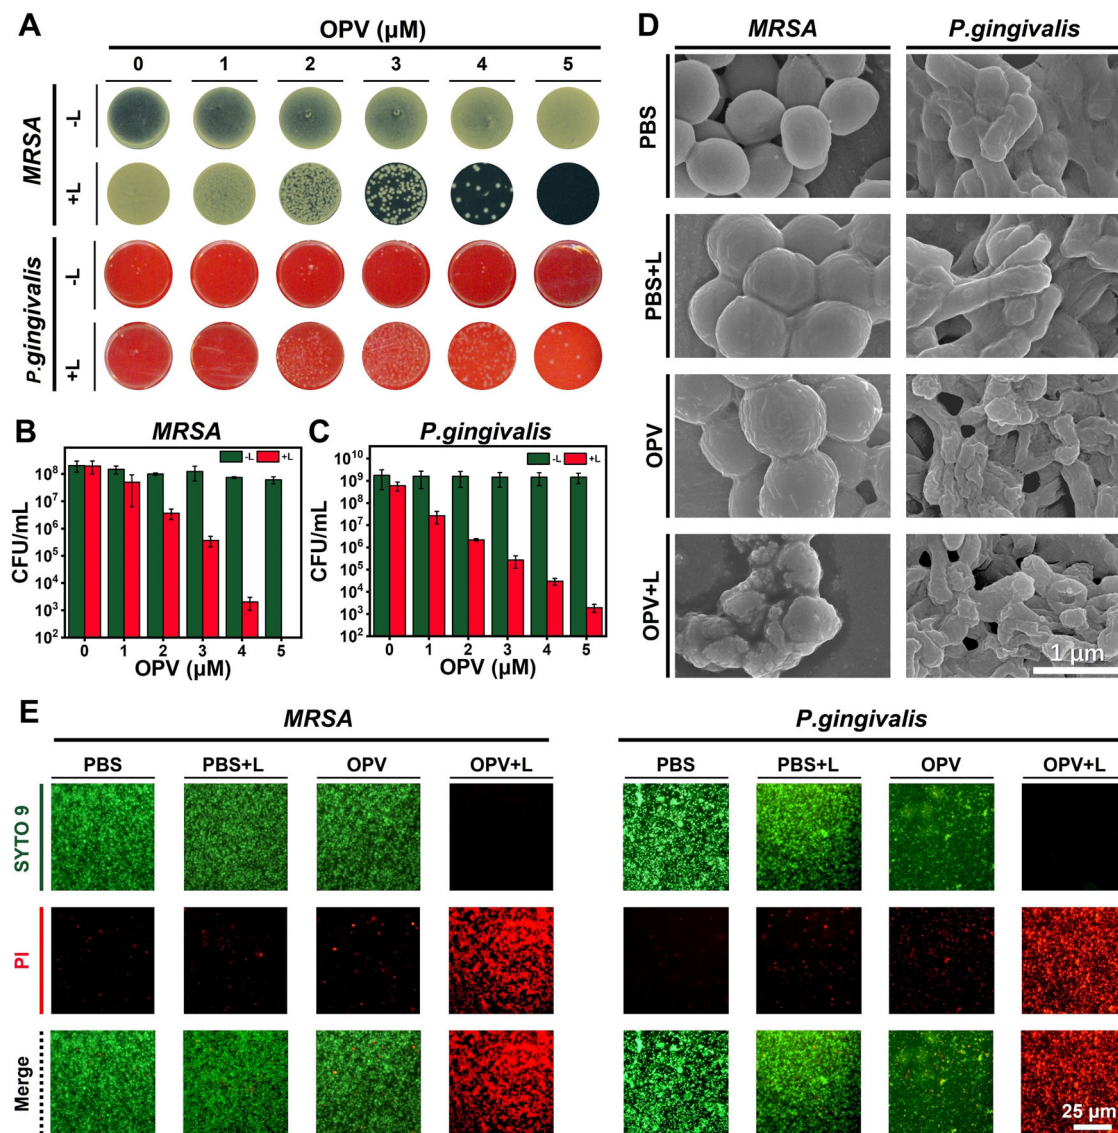 A
OPV (μM)
0 1 2 3 4 5
MRSA
-L
+L
P.gingivalis
-L
+L
B
MRSA
-L +L
CFU/mL
10⁸
10⁷
10⁶
10⁵
10⁴
10³
10²
0 1 2 3 4 5
OPV (μM)
C
P.gingivalis
-L +L
CFU/mL
10¹⁰
10⁹
10⁸
10⁷
10⁶
10⁵
10⁴
10³
10²
0 1 2 3 4 5
OPV (μM)
D
MRSA P.gingivalis
PBS
PBS+L
OPV
OPV+L
1 μm
E
MRSA P.gingivalis
PBS PBS+L OPV OPV+L PBS PBS+L OPV OPV+L
SYTO 9
PI
Merge
25 μm